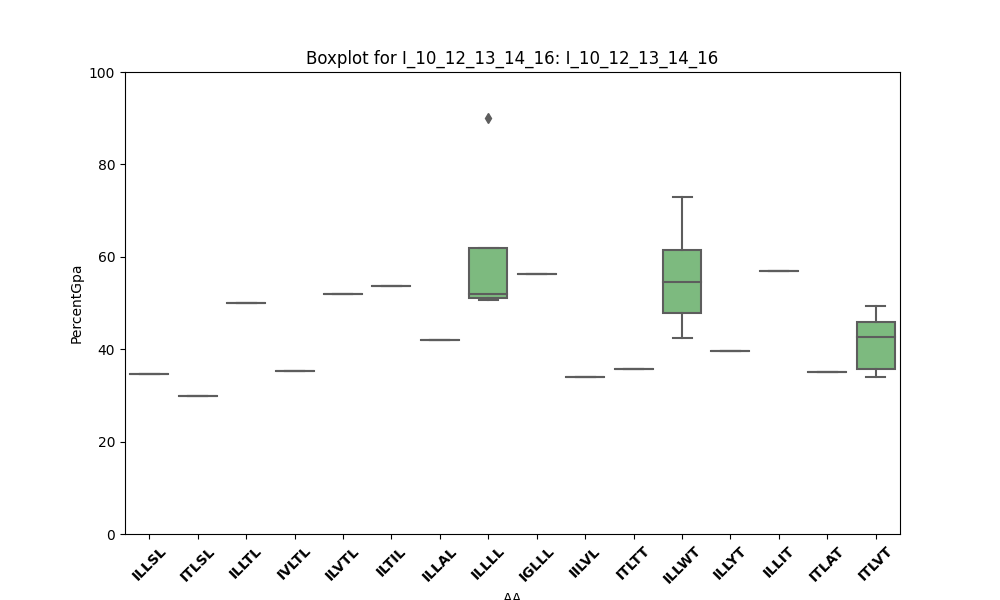 Boxplot for I_10_12_13_14_16: I_10_12_13_14_16
PercentGpa
100
80
60
40
20
0
ILLSL ITLSL ILLTL IVLTL ILVTL ILTIL ILLAL ILLLL IGLLL IILVL ITLTT ILLWT ILLYT ILLIT ITLAT ITLVT
AA